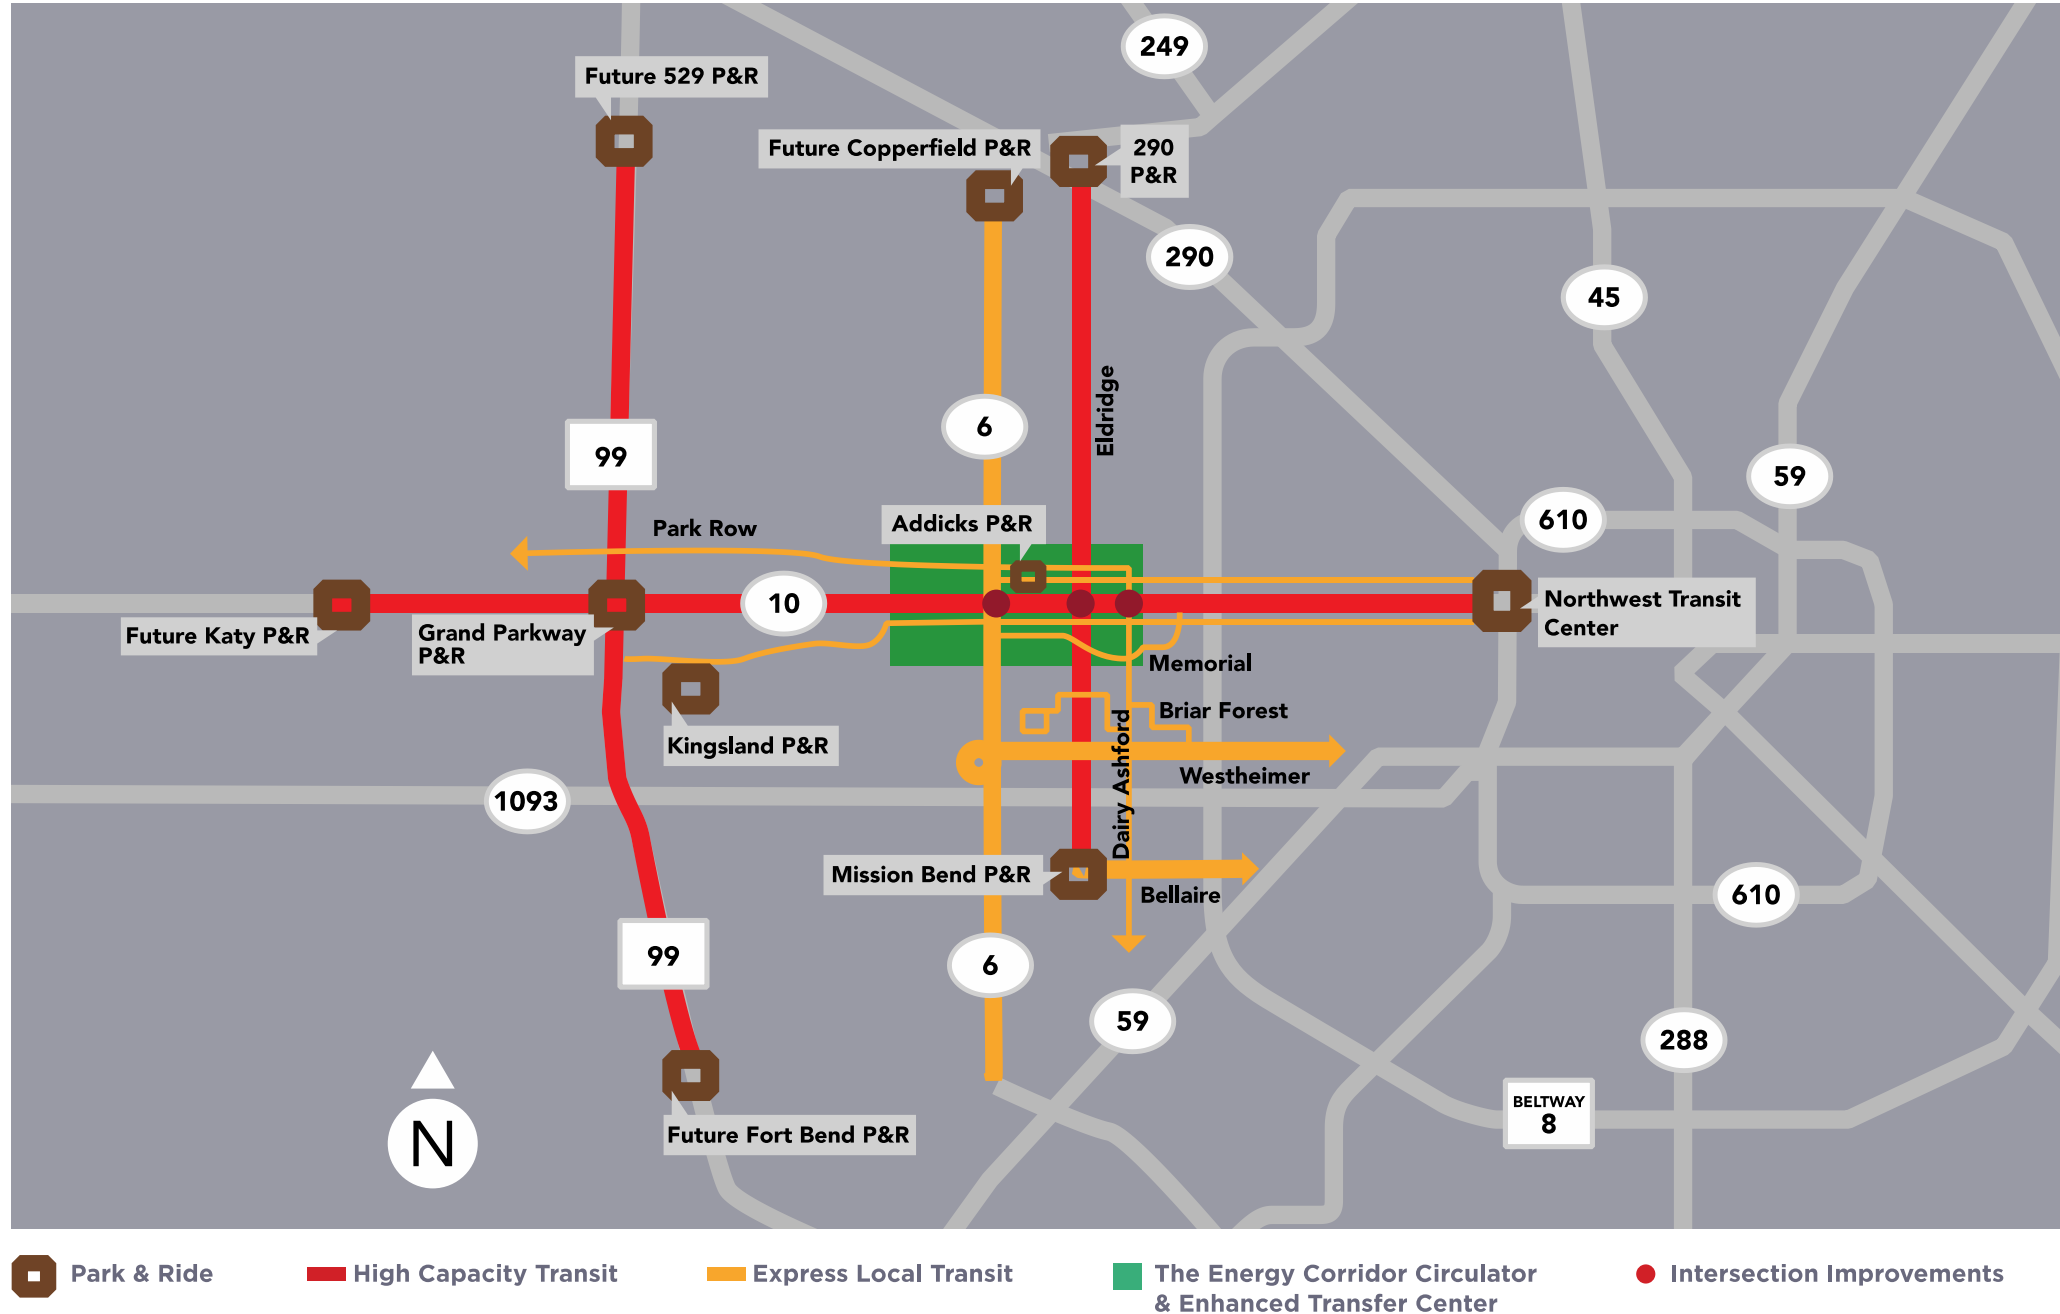 249
Future 529 P&R
Future Copperfield P&R
290
P&R
290
45
Eldridge
6
99
59
Addicks P&R
610
Park Row
10
Northwest Transit
Center
Future Katy P&R
Grand Parkway
P&R
Memorial
Briar Forest
Kingsland P&R
Dairy Ashford
Westheimer
1093
Mission Bend P&R
Bellaire
610
99
6
59
288
BELTWAY
8
N
Future Fort Bend P&R
Park & Ride
High Capacity Transit
Express Local Transit
The Energy Corridor Circulator
& Enhanced Transfer Center
Intersection Improvements